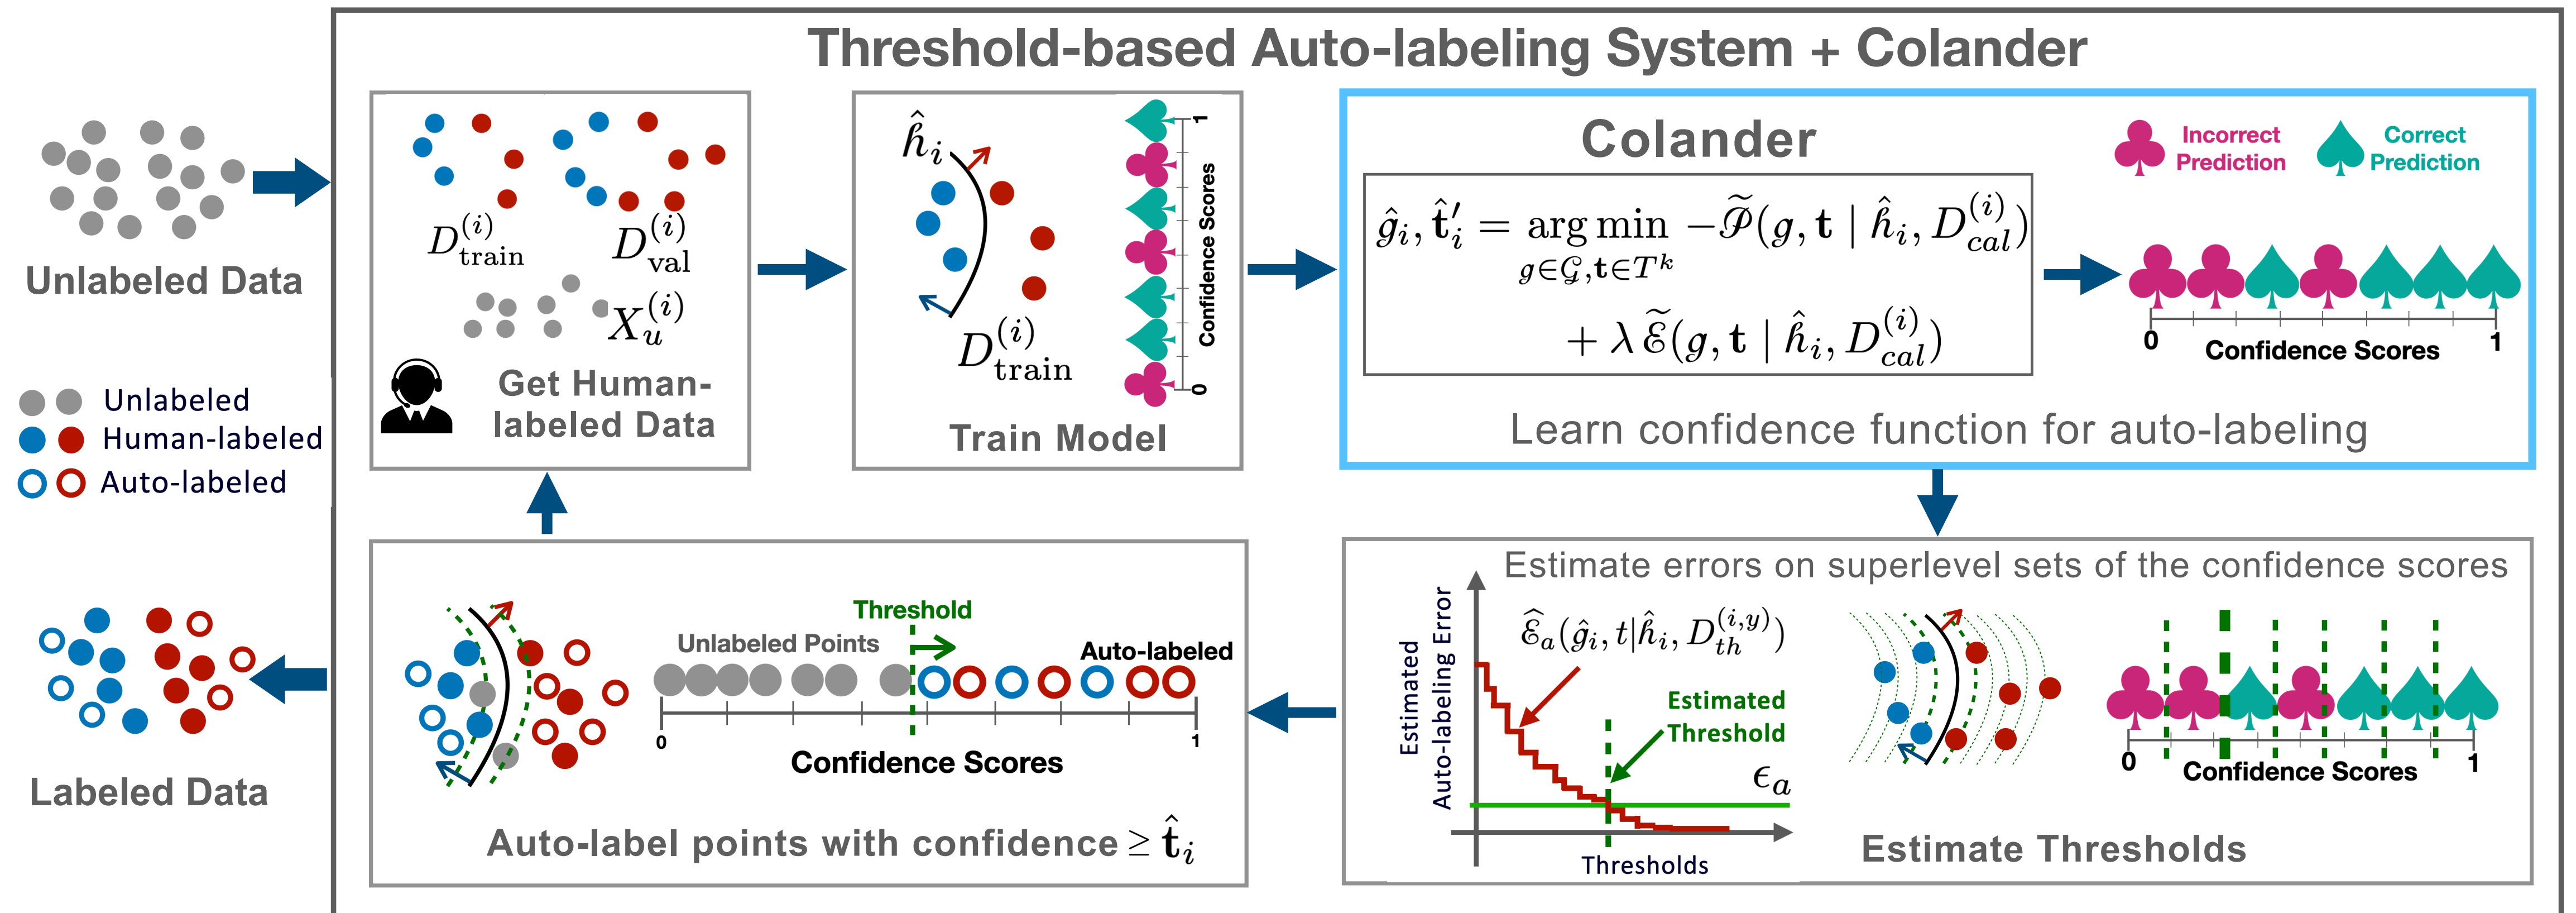 Threshold-based Auto-labeling System + Colander
Unlabeled Data
Unlabeled
Human-labeled
Auto-labeled
Labeled Data
D_train^(i)
D_val^(i)
X_u^(i)
Get Human-
labeled Data
ĥ_i
D_train^(i)
Train Model
1
Confidence Scores
0
Colander
Incorrect
Prediction
Correct
Prediction
ĝ_i, t̂′_i = arg min −P̃(g, t | ĥ_i, D_cal^(i))
g∈G, t∈T^k
+ λ Ẽ(g, t | ĥ_i, D_cal^(i))
0
1
Confidence Scores
Learn confidence function for auto-labeling
Threshold
Unlabeled Points
Auto-labeled
0
1
Confidence Scores
Auto-label points with confidence ≥ t̂_i
Estimate errors on superlevel sets of the confidence scores
Estimated
Auto-labeling Error
Ê_a(ĝ_i, t|ĥ_i, D_th^(i,y))
Estimated
Threshold
ϵ_a
Thresholds
0
1
Confidence Scores
Estimate Thresholds